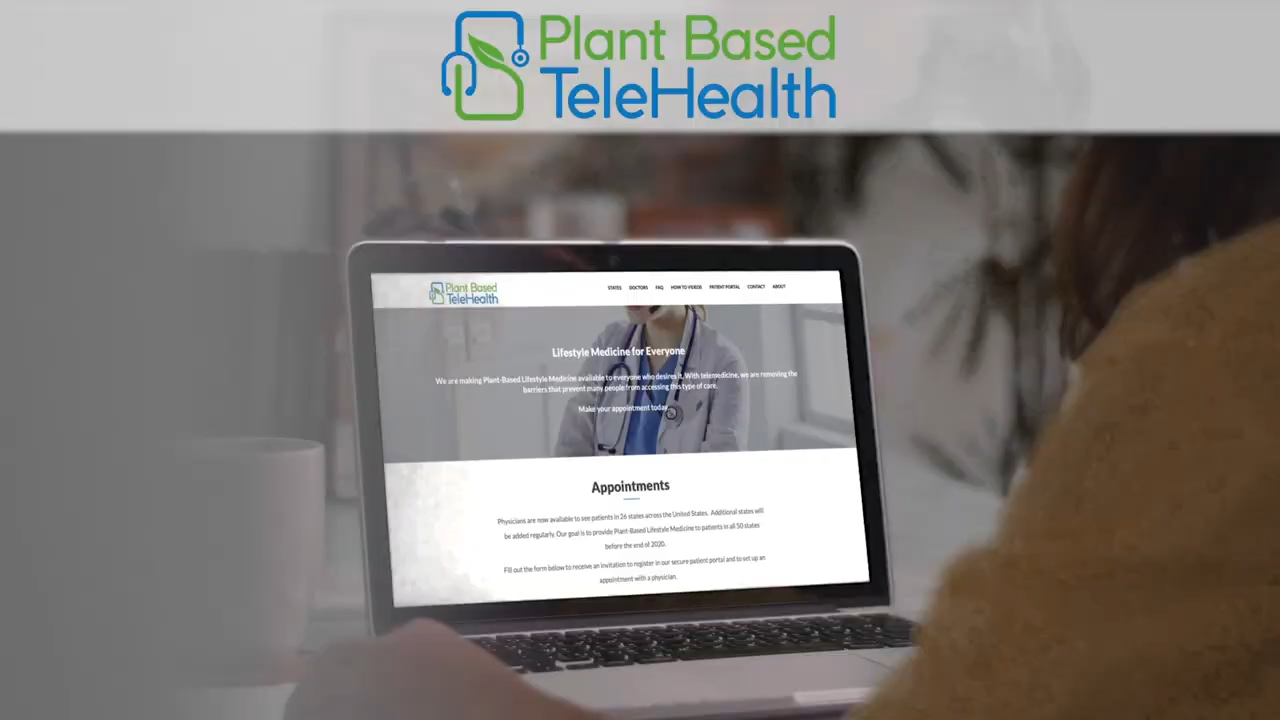 Plant Based
TeleHealth
Plant Based
TeleHealth
STATES DOCTORS FAQ HOW TO VIDEOS PATIENT PORTAL CONTACT ABOUT
Lifestyle Medicine for Everyone
We are making Plant-Based Lifestyle Medicine available to everyone who desires it. With telemedicine, we are removing the
barriers that prevent many people from accessing this type of care.
Make your appointment today.
Appointments
Physicians are now available to see patients in 26 states across the United States. Additional states will
be added regularly. Our goal is to provide Plant-Based Lifestyle Medicine to patients in all 50 states
before the end of 2020.
Fill out the form below to receive an invitation to register in our secure patient portal and to set up an
appointment with a physician.